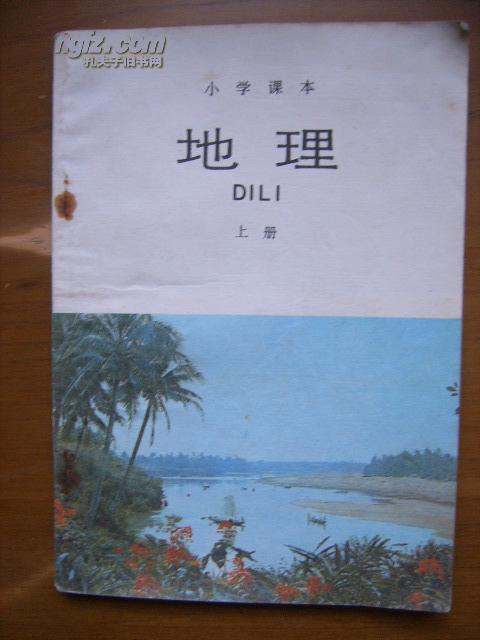 kongfz.com
孔夫子旧书网
小学课本
地理
DILI
上册